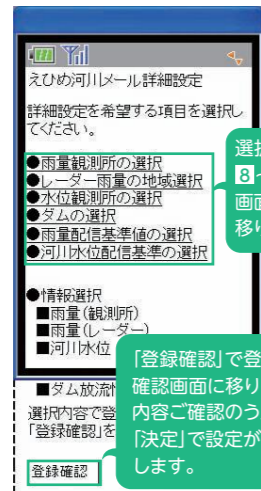 えひめ河川メール詳細設定
詳細設定を希望する項目を選択し
てください。
●雨量観測所の選択
●レーダー雨量の地域選択
●水位観測所の選択
●ダムの選択
●雨量配信基準値の選択
●河川水位配信基準の選択
選択
8
画面
移り
●情報選択
■雨量(観測所)
■雨量(レーダー)
■河川水位
■ダム放流
選択内容で登
「登録確認」を
登録確認
「登録確認」で登
確認画面に移り
内容ご確認のう
「決定」で設定が
します。